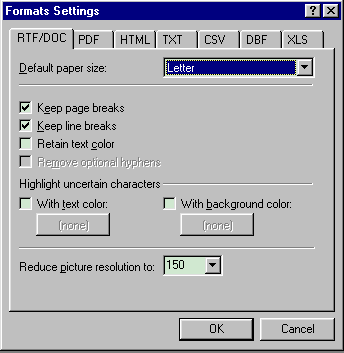 Formats Settings
RTF/DOC PDF HTML TXT CSV DBF XLS
Default paper size: Letter
Keep page breaks
Keep line breaks
Retain text color
Remove optional hyphens
Highlight uncertain characters
With text color: With background color:
(none) (none)
Reduce picture resolution to: 150
OK Cancel